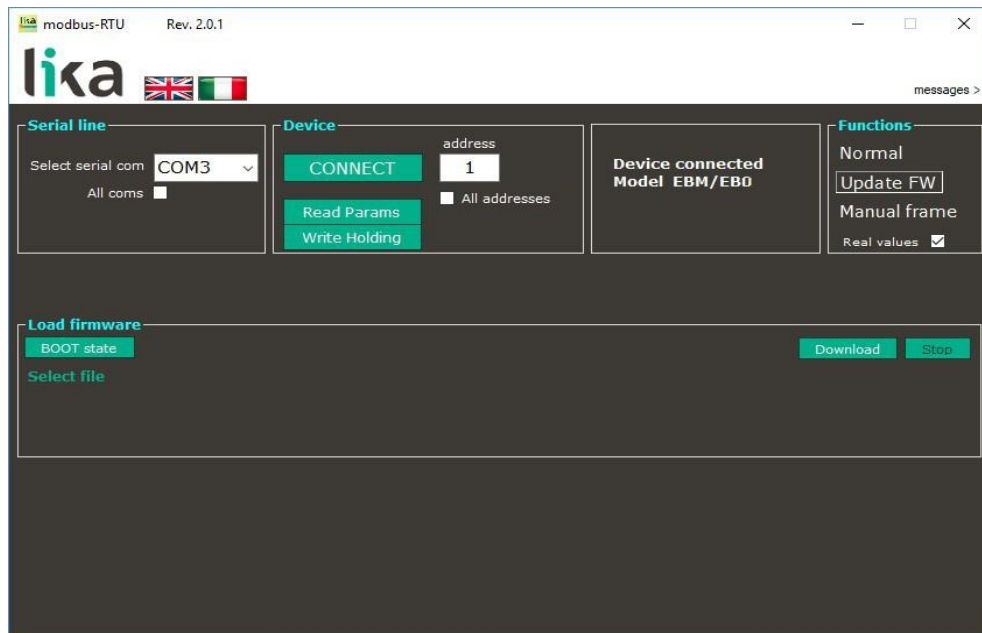 lika modbus-RTU Rev. 2.0.1
lika
messages >
Serial line
Select serial com COM3
All coms
Device
address
CONNECT 1
All addresses
Read Params
Write Holding
Device connected
Model EBM/EB0
Functions
Normal
Update FW
Manual frame
Real values
Load firmware
BOOT state Download Stop
Select file